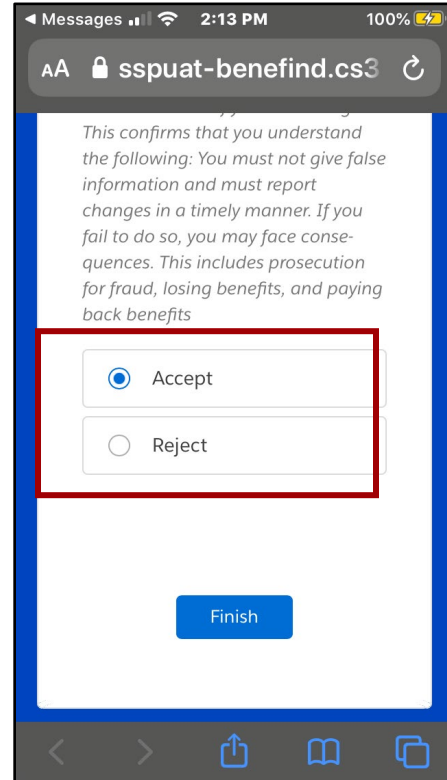 Messages 2:13 PM 100%
AA sspuat-benefind.cs3
This confirms that you understand
the following: You must not give false
information and must report
changes in a timely manner. If you
fail to do so, you may face conse-
quences. This includes prosecution
for fraud, losing benefits, and paying
back benefits
Accept
Reject
Finish